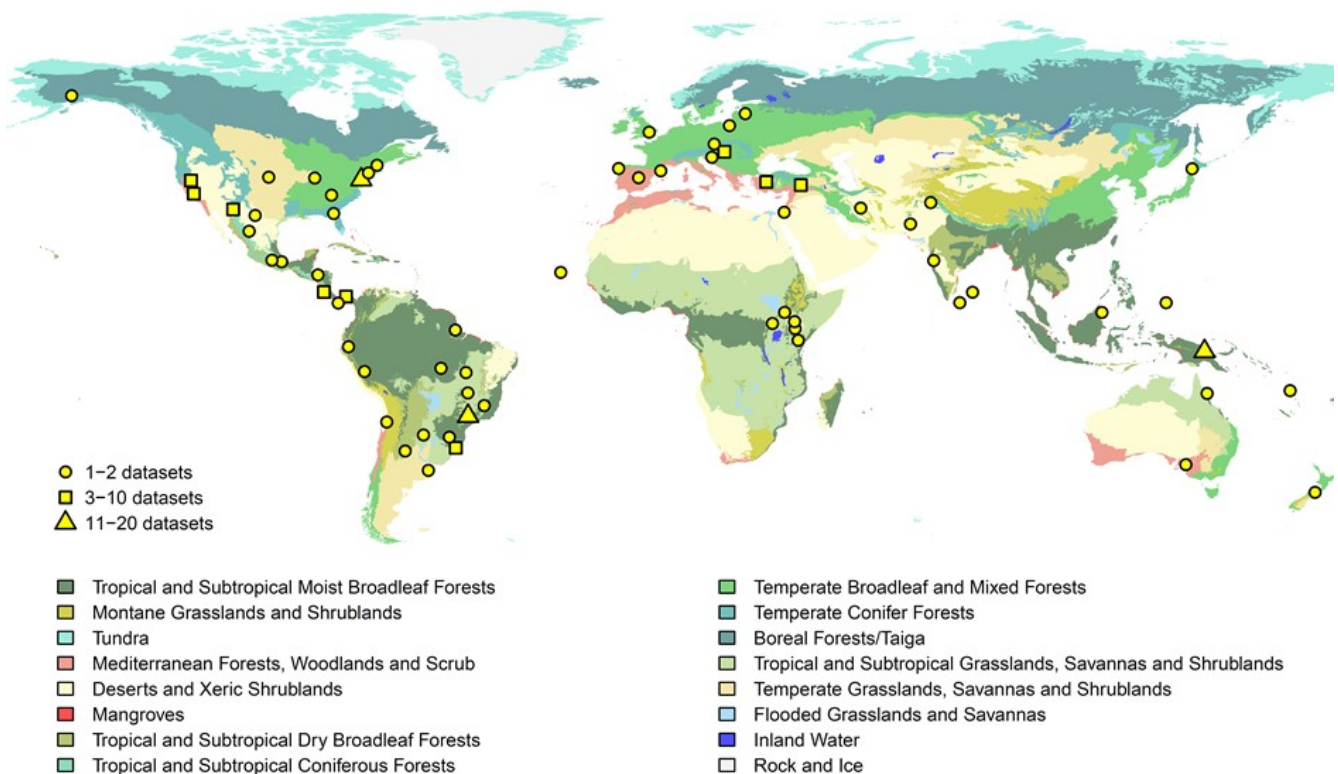 1−2 datasets
3−10 datasets
11−20 datasets
Tropical and Subtropical Moist Broadleaf Forests
Montane Grasslands and Shrublands
Tundra
Mediterranean Forests, Woodlands and Scrub
Deserts and Xeric Shrublands
Mangroves
Tropical and Subtropical Dry Broadleaf Forests
Tropical and Subtropical Coniferous Forests
Temperate Broadleaf and Mixed Forests
Temperate Conifer Forests
Boreal Forests/Taiga
Tropical and Subtropical Grasslands, Savannas and Shrublands
Temperate Grasslands, Savannas and Shrublands
Flooded Grasslands and Savannas
Inland Water
Rock and Ice